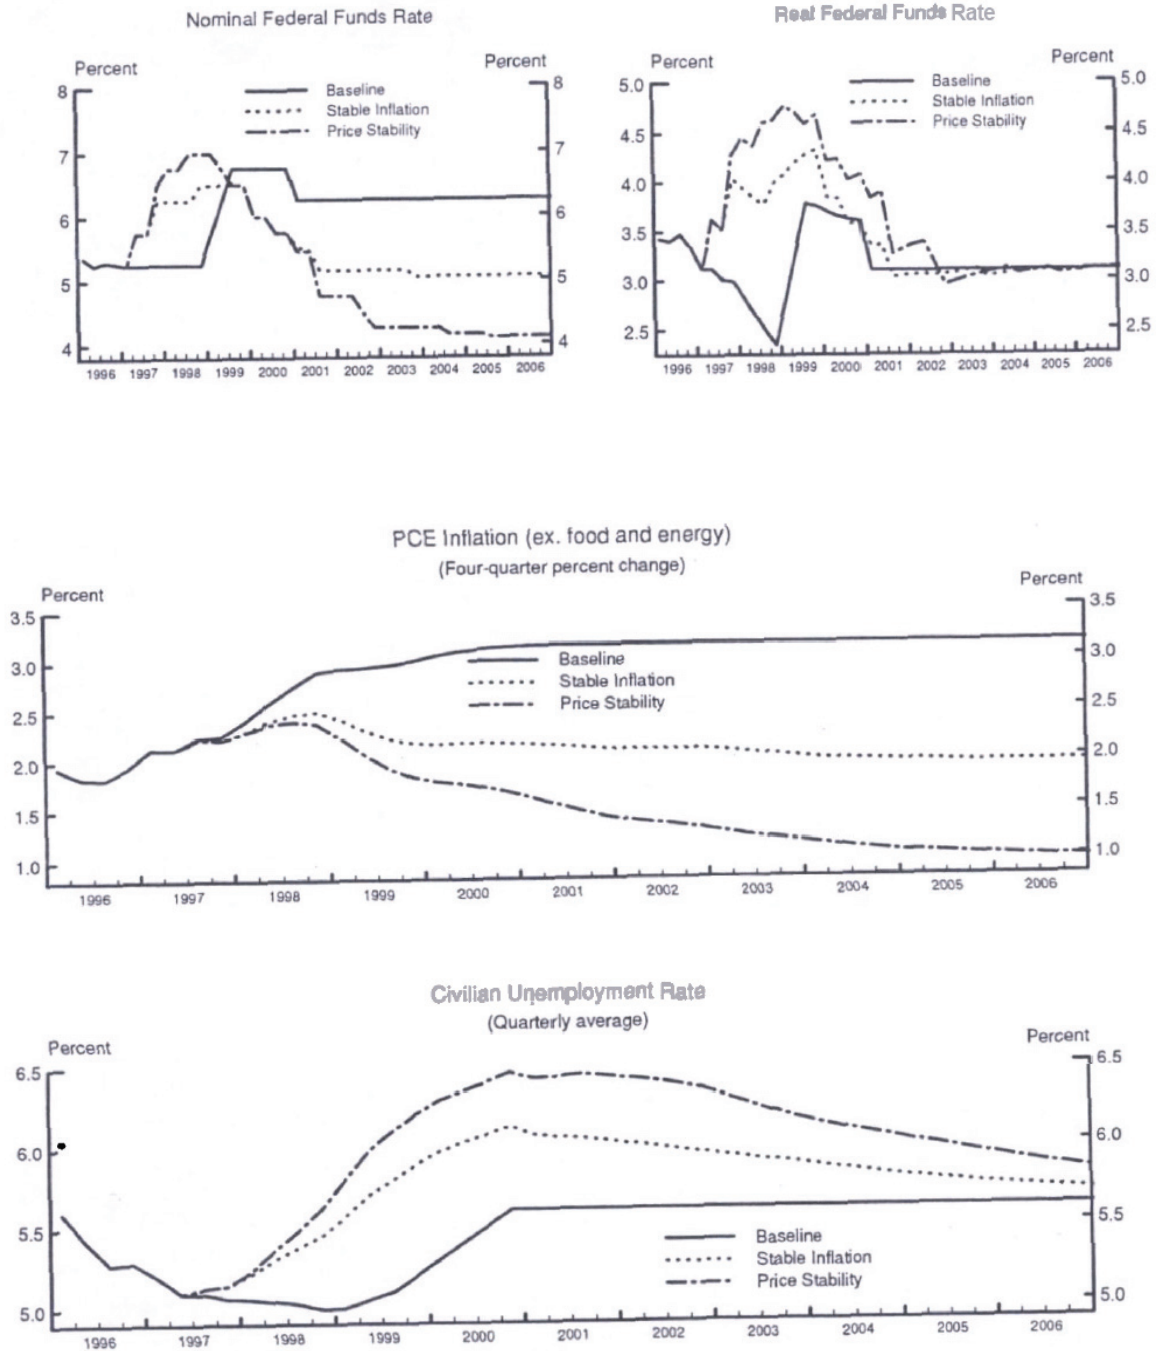 Nominal Federal Funds Rate
Percent
Percent
Baseline
Stable Inflation
Price Stability
8
7
6
5
4
8
7
6
5
4
1996 1997 1998 1999 2000 2001 2002 2003 2004 2005 2006
Real Federal Funds Rate
Percent
Percent
Baseline
Stable Inflation
Price Stability
5.0
4.5
4.0
3.5
3.0
2.5
5.0
4.5
4.0
3.5
3.0
2.5
1996 1997 1998 1999 2000 2001 2002 2003 2004 2005 2006
PCE Inflation (ex. food and energy)
(Four-quarter percent change)
Percent
Percent
3.5
3.0
2.5
2.0
1.5
1.0
Baseline
Stable Inflation
Price Stability
3.5
3.0
2.5
2.0
1.5
1.0
1996 1997 1998 1999 2000 2001 2002 2003 2004 2005 2006
Civilian Unemployment Rate
(Quarterly average)
Percent
Percent
6.5
6.0
5.5
5.0
Baseline
Stable Inflation
Price Stability
6.5
6.0
5.5
5.0
1996 1997 1998 1999 2000 2001 2002 2003 2004 2005 2006